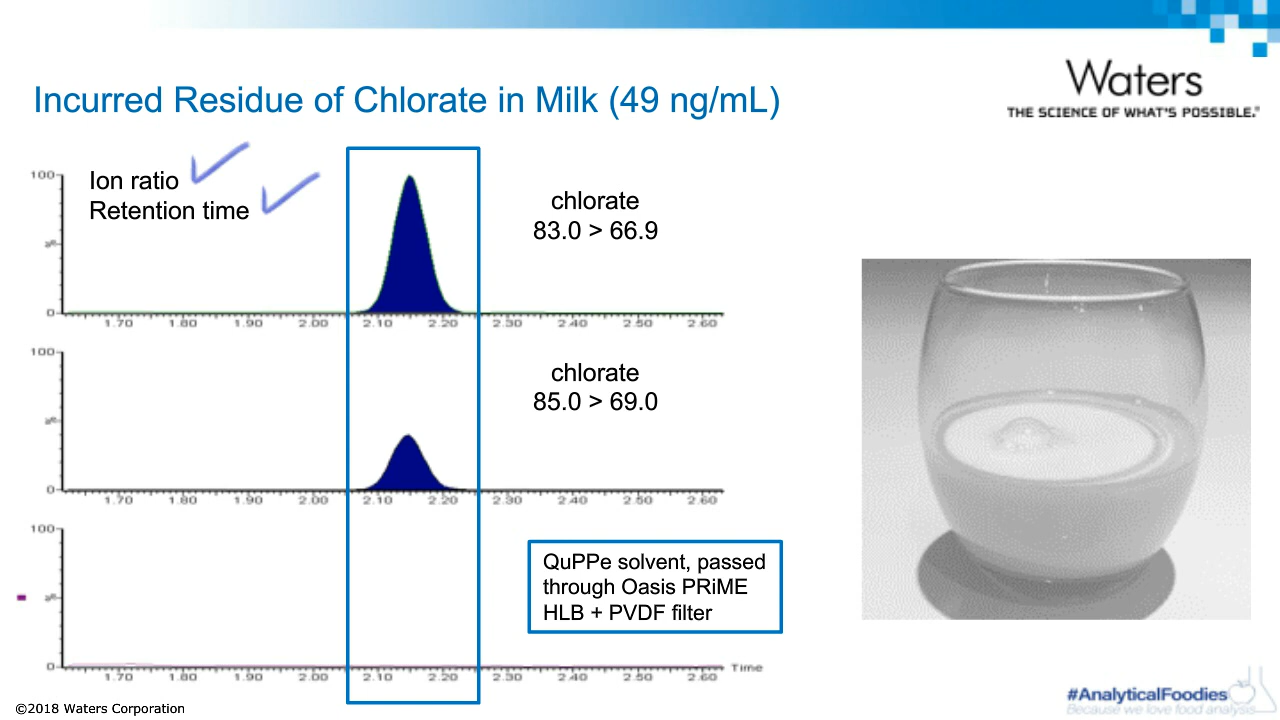 Waters
THE SCIENCE OF WHAT'S POSSIBLE.®
Incurred Residue of Chlorate in Milk (49 ng/mL)
Ion ratio
Retention time
chlorate
83.0 > 66.9
100
%
0
1.70 1.80 1.90 2.00 2.10 2.20 2.30 2.40 2.50 2.60
chlorate
85.0 > 69.0
100
%
0
1.70 1.80 1.90 2.00 2.10 2.20 2.30 2.40 2.50 2.60
QuPPe solvent, passed
through Oasis PRiME
HLB + PVDF filter
100
%
0
Time
1.70 1.80 1.90 2.00 2.10 2.20 2.30 2.40 2.50 2.60
©2018 Waters Corporation
#AnalyticalFoodies
Because we love food analysis